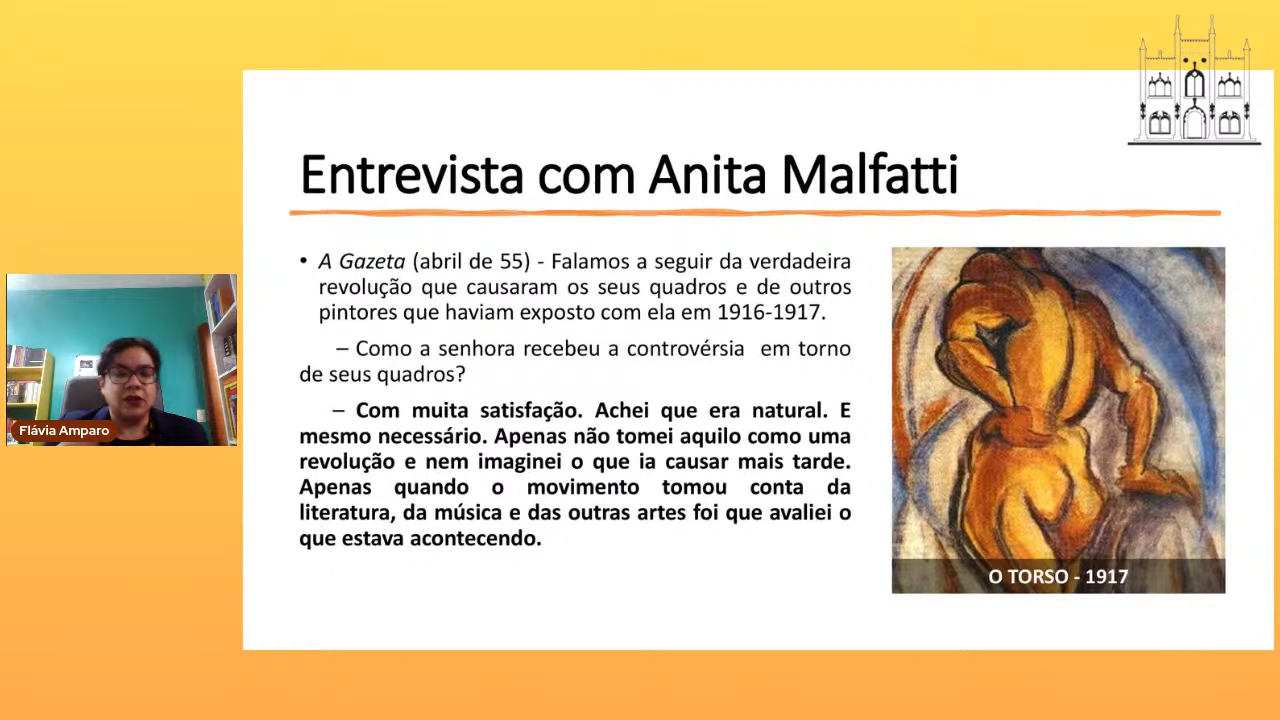 Entrevista com Anita Malfatti
• A Gazeta (abril de 55) - Falamos a seguir da verdadeira
revolução que causaram os seus quadros e de outros
pintores que haviam exposto com ela em 1916-1917.
– Como a senhora recebeu a controvérsia em torno
de seus quadros?
– Com muita satisfação. Achei que era natural. E
mesmo necessário. Apenas não tomei aquilo como uma
revolução e nem imaginei o que ia causar mais tarde.
Apenas quando o movimento tomou conta da
literatura, da música e das outras artes foi que avaliei o
que estava acontecendo.
O TORSO - 1917
Flávia Amparo